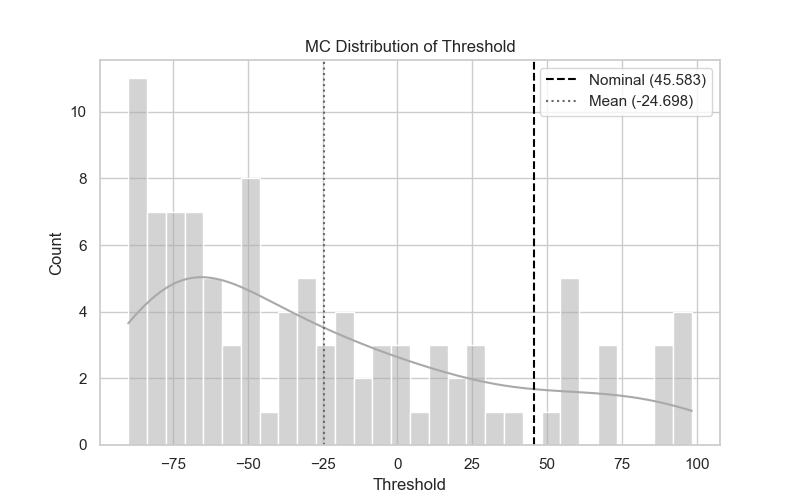 MC Distribution of Threshold
Nominal (45.583)
Mean (-24.698)
Count
10
8
6
4
2
0
−75
−50
−25
0
25
50
75
100
Threshold